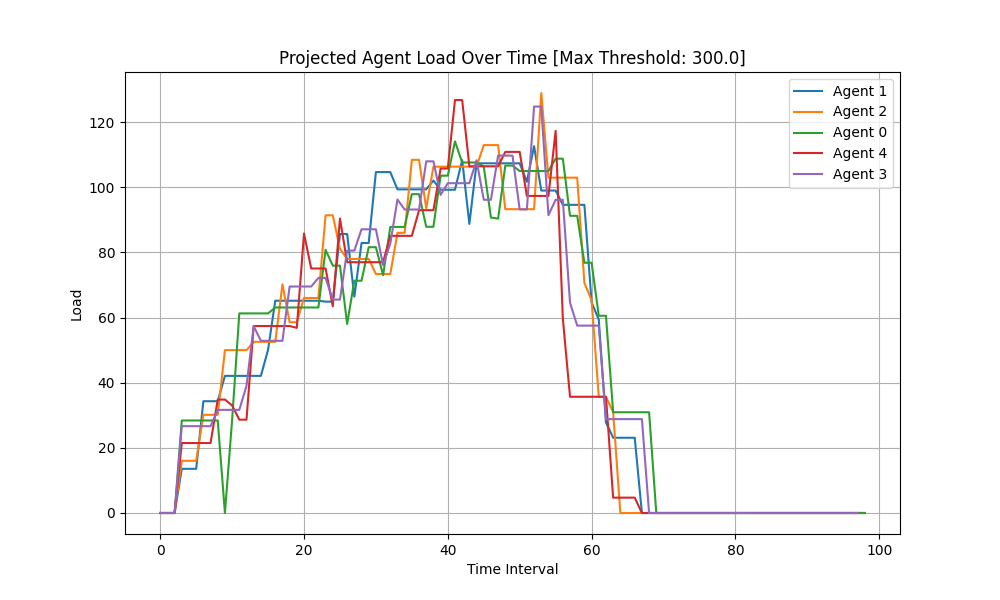 Projected Agent Load Over Time [Max Threshold: 300.0]
Agent 1
Agent 2
Agent 0
Agent 4
Agent 3
Load
120
100
80
60
40
20
0
0 20 40 60 80 100
Time Interval